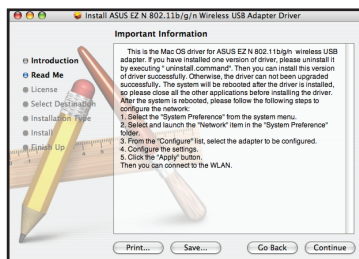 Install ASUS EZ N 802.11b/g/n Wireless USB Adapter Driver
Important Information
Introduction
Read Me
License
Select Destination
Installation Type
Install
Finish Up
This is the Mac OS driver for ASUS EZ N 802.11b/g/n wireless USB
adapter. If you have installed one version of driver, please uninstall it
by executing " uninstall.command". Then you can install this version
of driver successfully. Otherwise, the driver can not been upgraded
successfully. The system will be rebooted after the driver is installed,
so please close all the other applications before installing the driver.
After the system is rebooted, please follow the following steps to
configure the network:
1. Select the "System Preference" from the system menu.
2. Select and launch the "Network" item in the "System Preference"
folder.
3. From the "Configure" list, select the adapter to be configured.
4. Configure the settings.
5. Click the "Apply" button.
Then you can connect to the WLAN.
Print...
Save...
Go Back
Continue